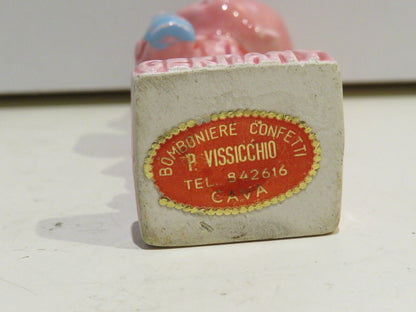 BOMBONIERE CONFETTI
P. VISSICCHIO
TEL. 842616
CAVA